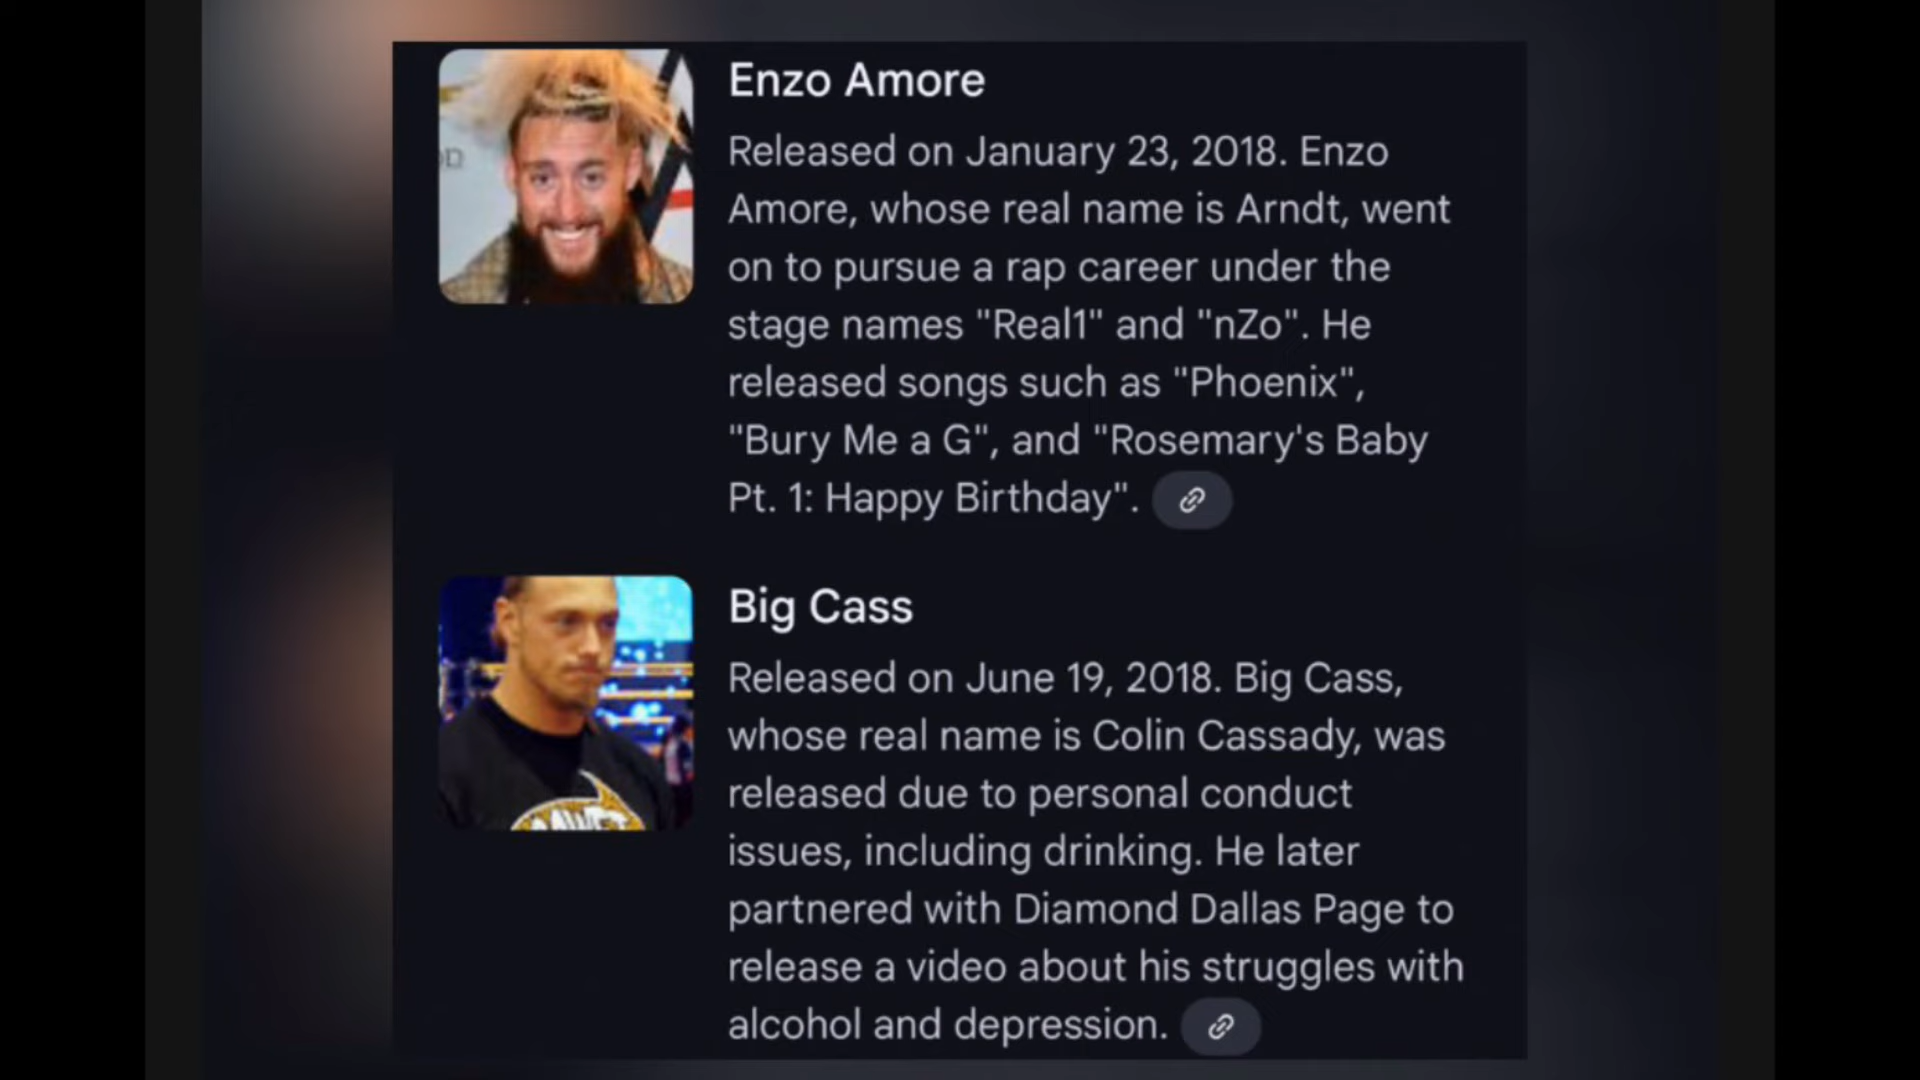 Enzo Amore
Released on January 23, 2018. Enzo
Amore, whose real name is Arndt, went
on to pursue a rap career under the
stage names "Real1" and "nZo". He
released songs such as "Phoenix",
"Bury Me a G", and "Rosemary's Baby
Pt. 1: Happy Birthday".
Big Cass
Released on June 19, 2018. Big Cass,
whose real name is Colin Cassady, was
released due to personal conduct
issues, including drinking. He later
partnered with Diamond Dallas Page to
release a video about his struggles with
alcohol and depression.